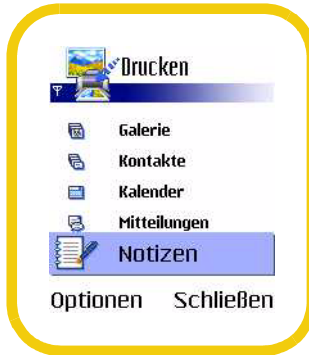 Drucken
Galerie
Kontakte
Kalender
Mitteilungen
Notizen
Optionen Schließen